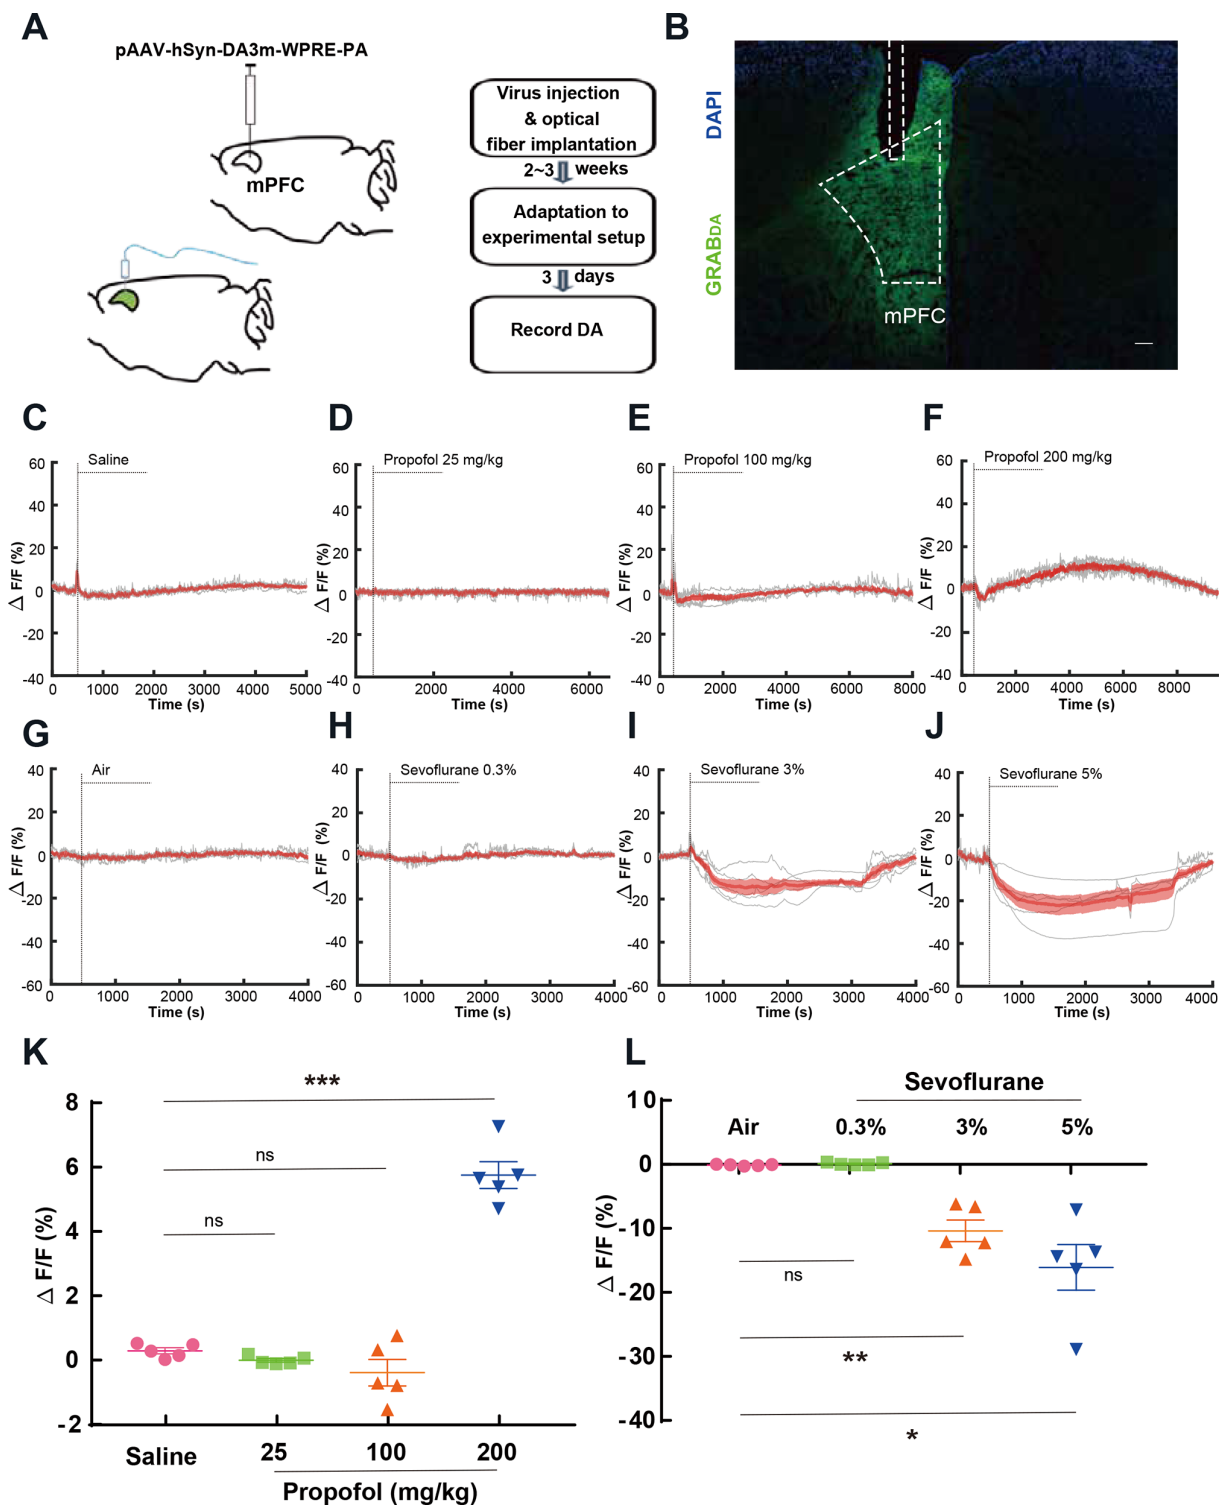 A
pAAV-hSyn-DA3m-WPRE-PA
mPFC
Virus injection
& optical
fiber implantation
2~3 weeks
Adaptation to
experimental setup
3 days
Record DA
B
GRABDA DAPI
mPFC
C
Saline
60
40
20
0
-20
-40
Δ F/F (%)
0 1000 2000 3000 4000 5000
Time (s)
D
Propofol 25 mg/kg
60
40
20
0
-20
-40
Δ F/F (%)
0 2000 4000 6000
Time (s)
E
Propofol 100 mg/kg
60
40
20
0
-20
-40
Δ F/F (%)
0 2000 4000 6000 8000
Time (s)
F
Propofol 200 mg/kg
60
40
20
0
-20
-40
Δ F/F (%)
0 2000 4000 6000 8000
Time (s)
G
Air
40
20
0
-20
-40
-60
Δ F/F (%)
0 1000 2000 3000 4000
Time (s)
H
Sevoflurane 0.3%
40
20
0
-20
-40
-60
Δ F/F (%)
0 1000 2000 3000 4000
Time (s)
I
Sevoflurane 3%
40
20
0
-20
-40
-60
Δ F/F (%)
0 1000 2000 3000 4000
Time (s)
J
Sevoflurane 5%
40
20
0
-20
-40
-60
Δ F/F (%)
0 1000 2000 3000 4000
Time (s)
K
***
ns
ns
8
6
4
2
0
-2
Δ F/F (%)
Saline 25 100 200
Propofol (mg/kg)
L
Sevoflurane
Air 0.3% 3% 5%
10
0
-10
-20
-30
-40
Δ F/F (%)
ns
**
*